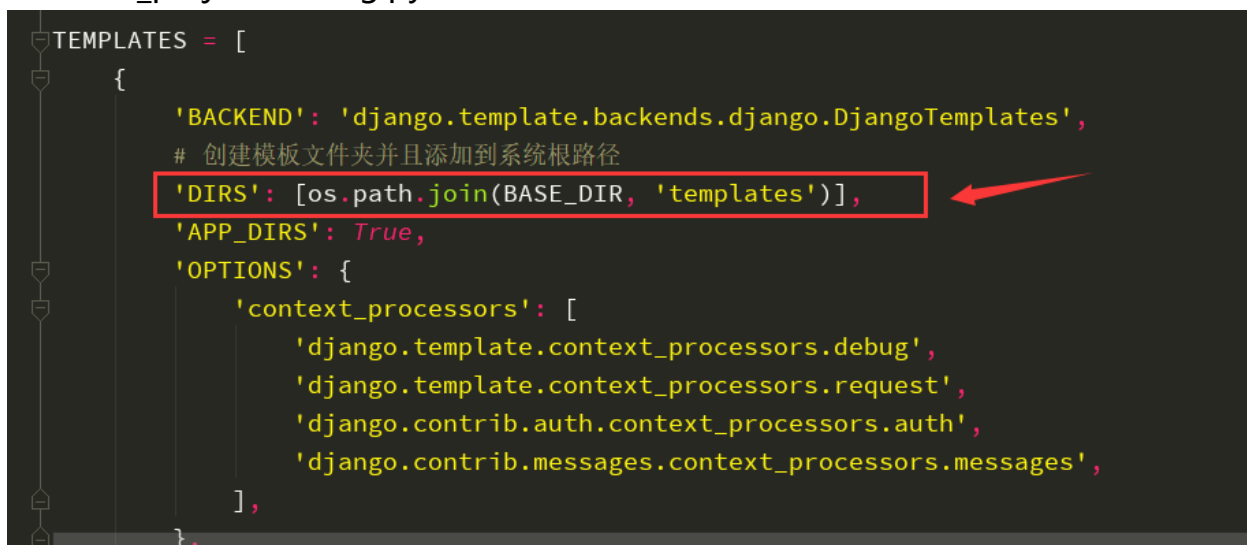 TEMPLATES = [
{
'BACKEND': 'django.template.backends.django.DjangoTemplates',
# 创建模板文件夹并且添加到系统根路径
'DIRS': [os.path.join(BASE_DIR, 'templates')],
'APP_DIRS': True,
'OPTIONS': {
'context_processors': [
'django.template.context_processors.debug',
'django.template.context_processors.request',
'django.contrib.auth.context_processors.auth',
'django.contrib.messages.context_processors.messages',
],
},